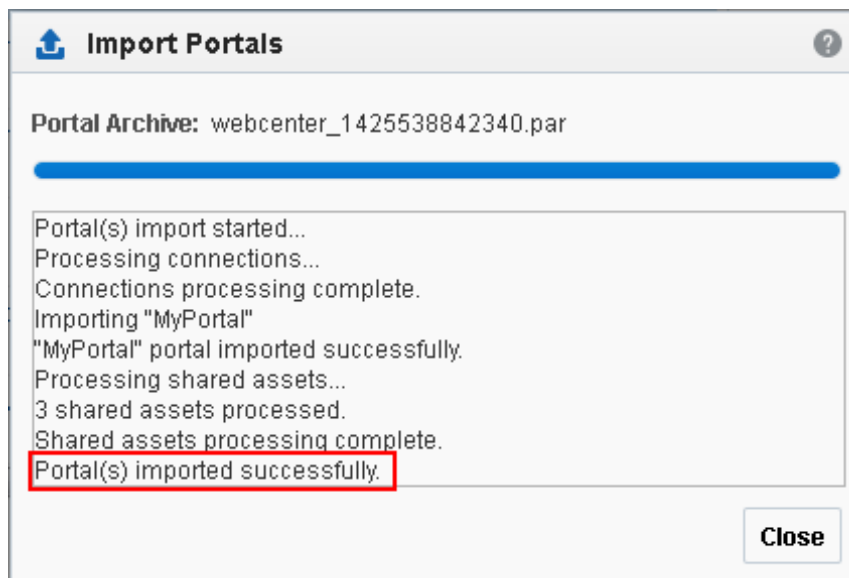 Import Portals
?
Portal Archive: webcenter_1425538842340.par
Portal(s) import started...
Processing connections...
Connections processing complete.
Importing "MyPortal"
"MyPortal" portal imported successfully.
Processing shared assets...
3 shared assets processed.
Shared assets processing complete.
Portal(s) imported successfully.
Close